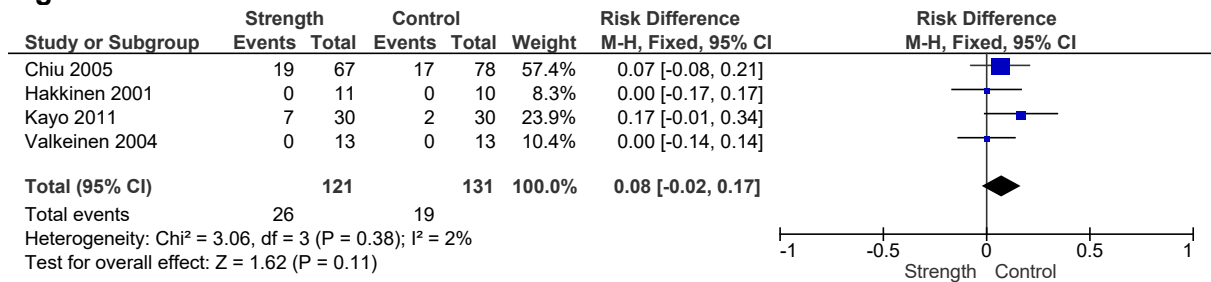 Strength Control Risk Difference Risk Difference
Study or Subgroup Events Total Events Total Weight M-H, Fixed, 95% CI M-H, Fixed, 95% CI
Chiu 2005 19 67 17 78 57.4% 0.07 [-0.08, 0.21]
Hakkinen 2001 0 11 0 10 8.3% 0.00 [-0.17, 0.17]
Kayo 2011 7 30 2 30 23.9% 0.17 [-0.01, 0.34]
Valkeinen 2004 0 13 0 13 10.4% 0.00 [-0.14, 0.14]
Total (95% CI) 121 131 100.0% 0.08 [-0.02, 0.17]
Total events 26 19
Heterogeneity: Chi² = 3.06, df = 3 (P = 0.38); I² = 2%
Test for overall effect: Z = 1.62 (P = 0.11)
-1 -0.5 0 0.5 1
Strength Control